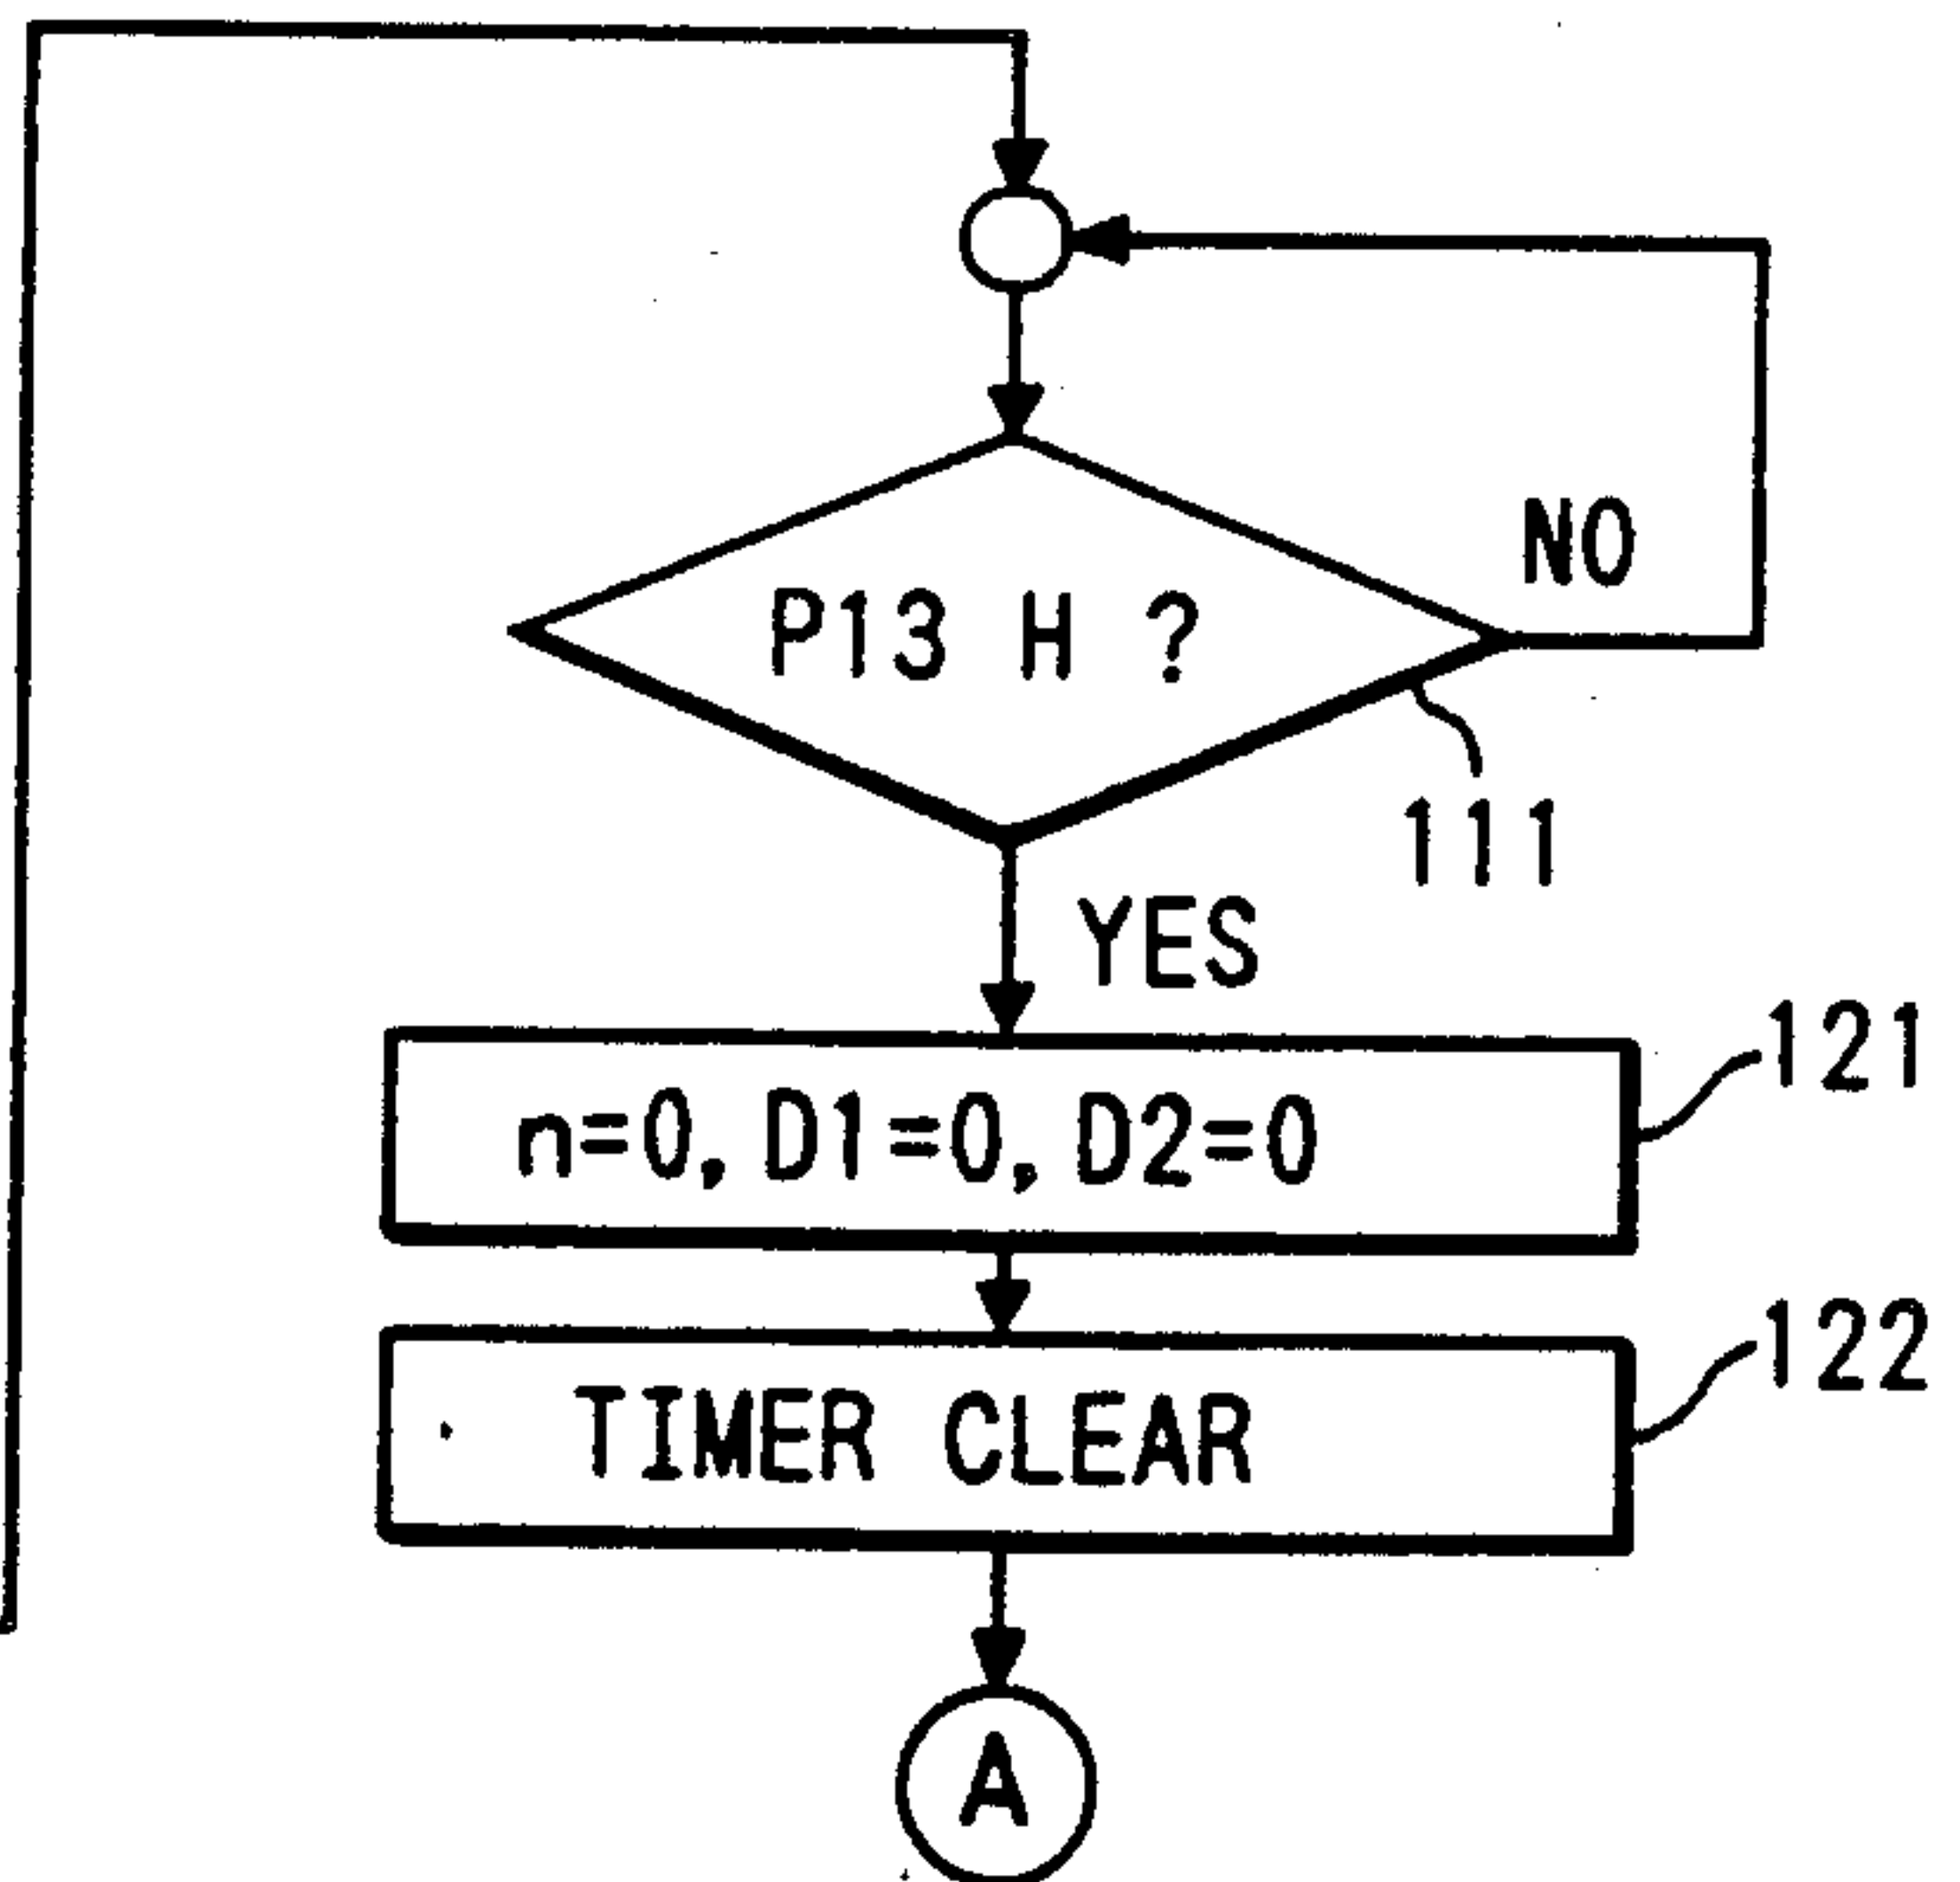 NO
P13 H ?
111
YES
121
n=0, D1=0, D2=0
122
TIMER CLEAR
A